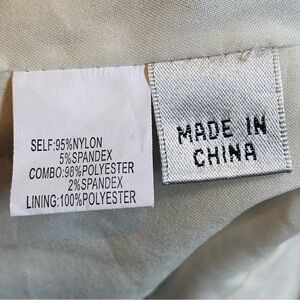 SELF:95%NYLON
5%SPANDEX
COMBO:98%POLYESTER
2%SPANDEX
LINING:100%POLYESTER
MADE IN
CHINA